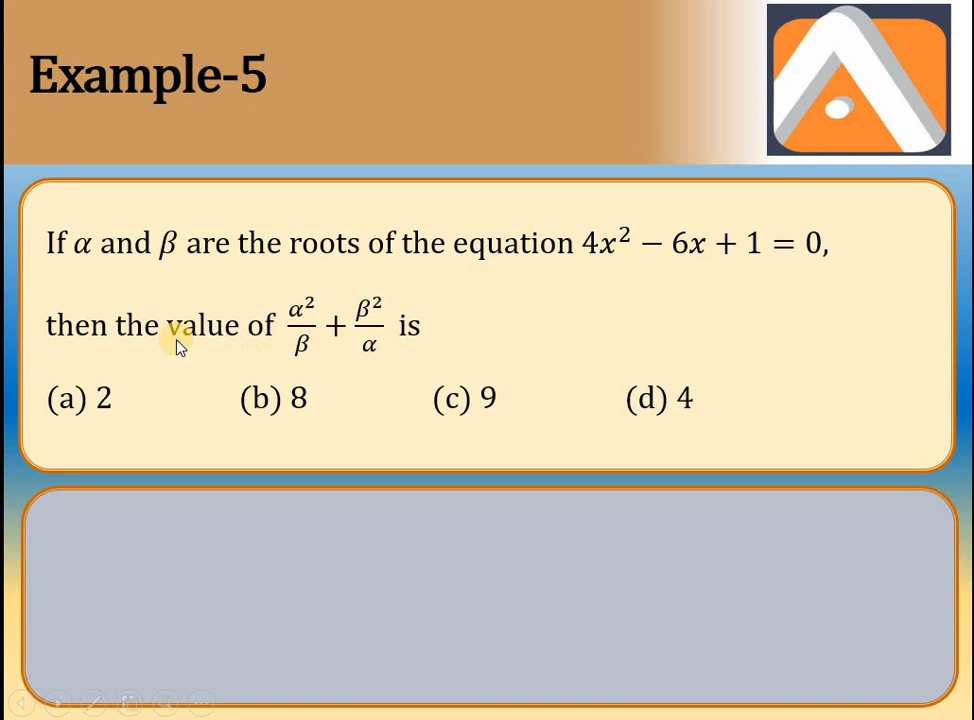 Example-5
If α and β are the roots of the equation 4x² − 6x + 1 = 0,
then the value of α²/β + β²/α is
(a) 2 (b) 8 (c) 9 (d) 4